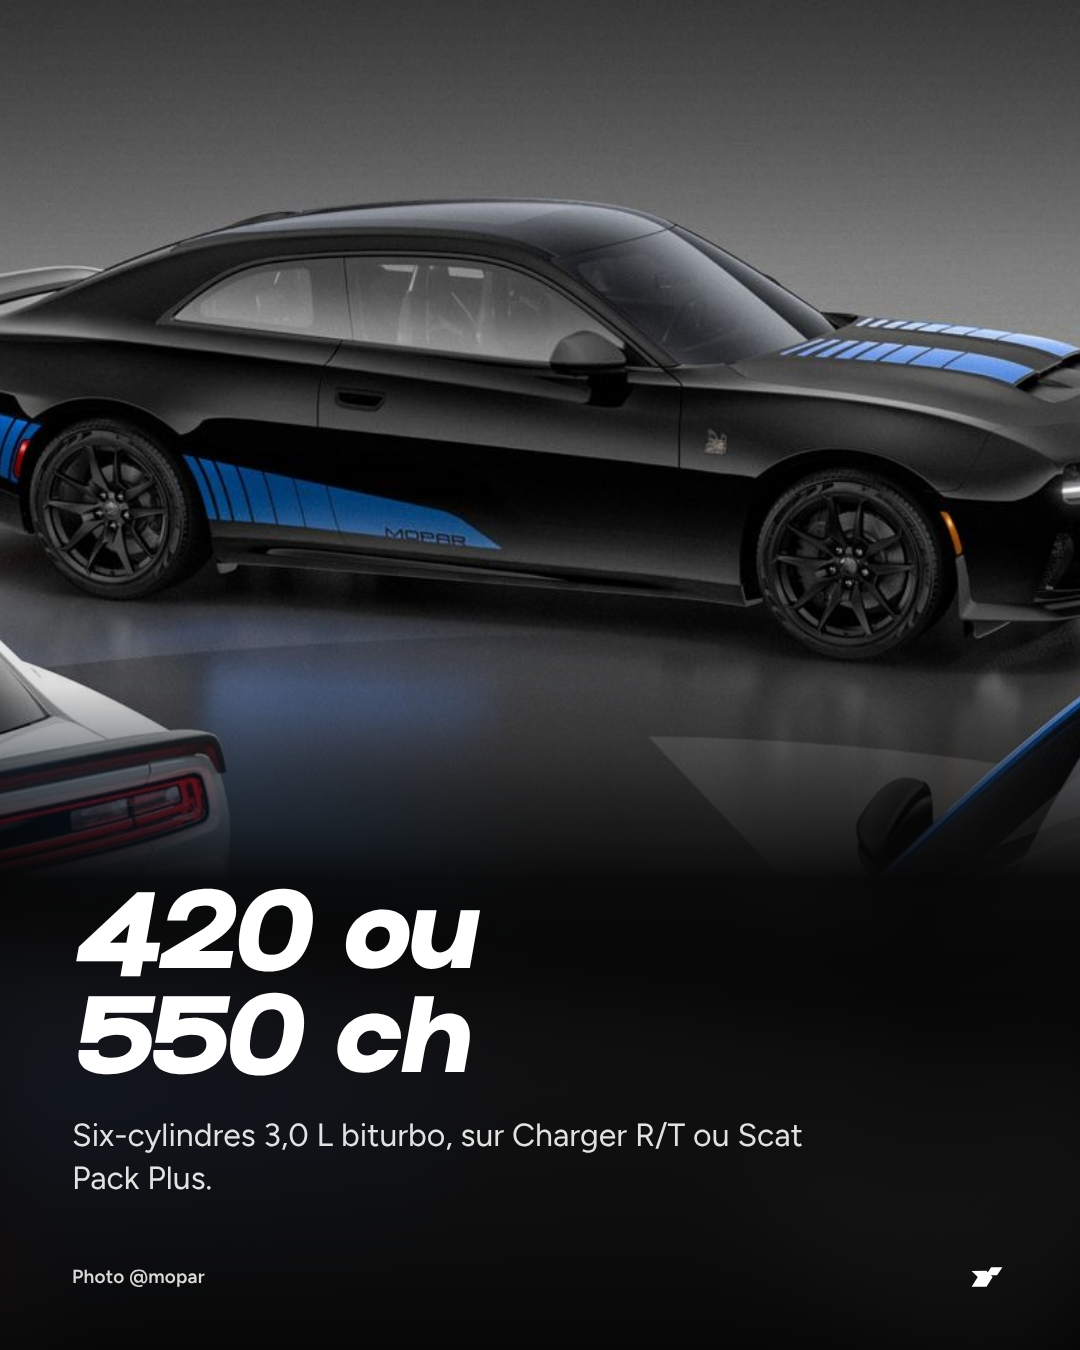 MOPAR
420 ou
550 ch
Six-cylindres 3,0 L biturbo, sur Charger R/T ou Scat
Pack Plus.
Photo @mopar